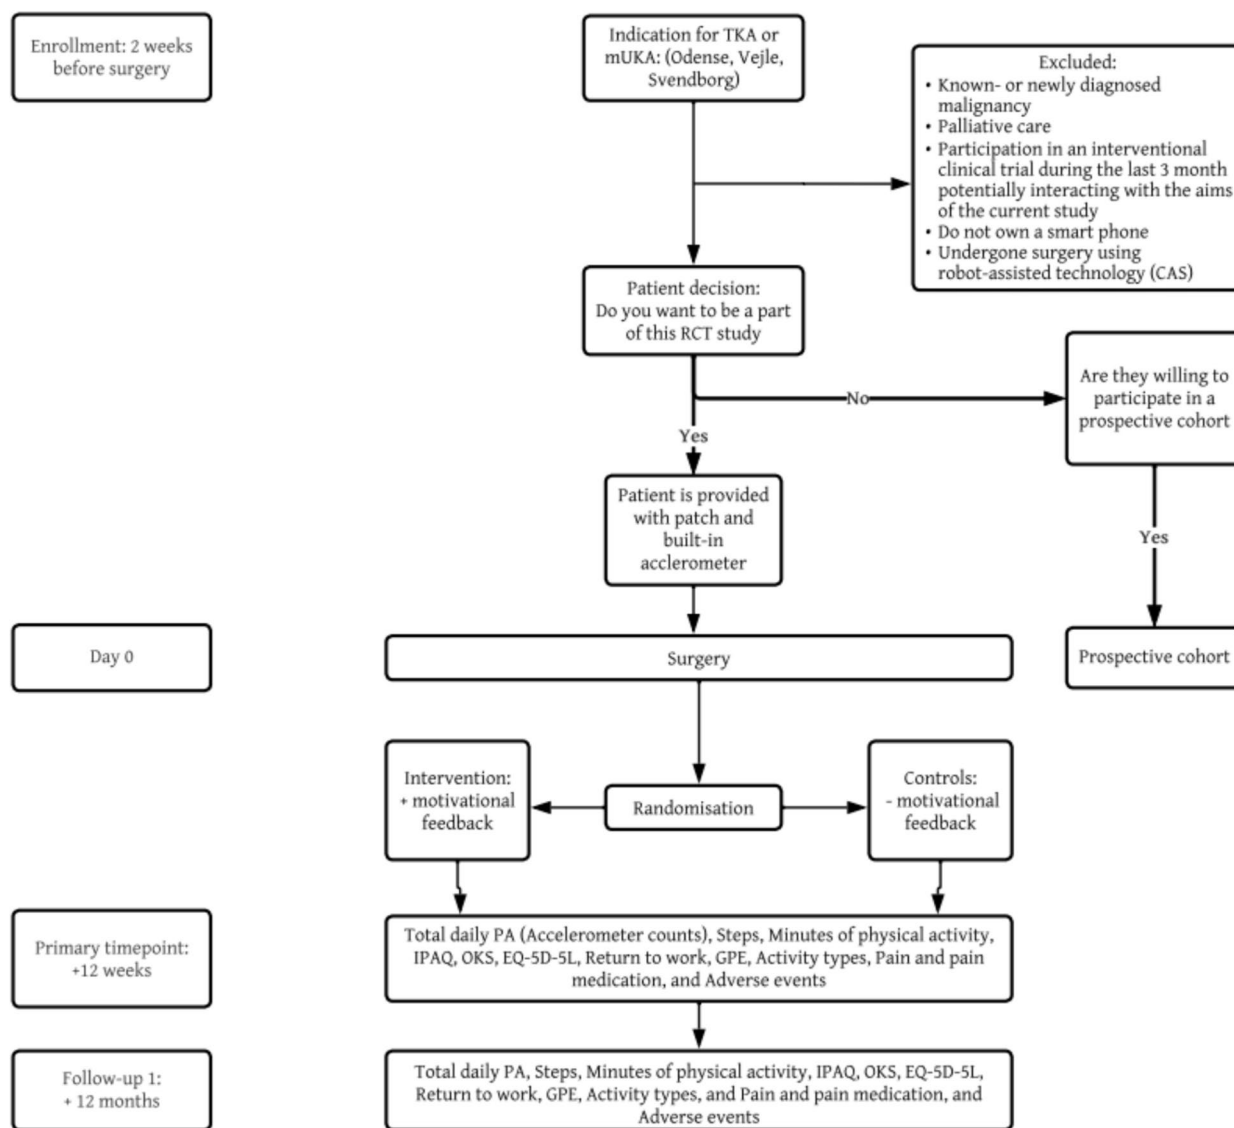 Enrollment: 2 weeks
before surgery
Indication for TKA or
mUKA: (Odense, Vejle,
Svendborg)
Excluded:
• Known- or newly diagnosed
malignancy
• Palliative care
• Participation in an interventional
clinical trial during the last 3 month
potentially interacting with the aims
of the current study
• Do not own a smart phone
• Undergone surgery using
robot-assisted technology (CAS)
Patient decision:
Do you want to be a part
of this RCT study
No
Are they willing to
participate in a
prospective cohort
Yes
Patient is provided
with patch and
built-in
acclerometer
Yes
Day 0
Surgery
Prospective cohort
Intervention:
+ motivational
feedback
Randomisation
Controls:
- motivational
feedback
Primary timepoint:
+12 weeks
Total daily PA (Accelerometer counts), Steps, Minutes of physical activity,
IPAQ, OKS, EQ-5D-5L, Return to work, GPE, Activity types, Pain and pain
medication, and Adverse events
Follow-up 1:
+ 12 months
Total daily PA, Steps, Minutes of physical activity, IPAQ, OKS, EQ-5D-5L,
Return to work, GPE, Activity types, and Pain and pain medication, and
Adverse events